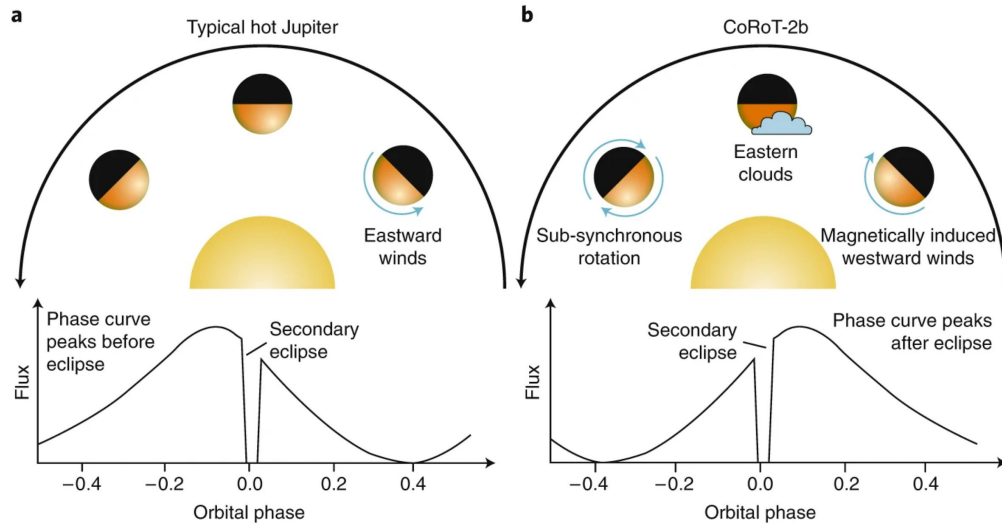 a
Typical hot Jupiter
Eastward
winds
Phase curve
peaks before
eclipse
Secondary
eclipse
Flux
−0.4
−0.2
0.0
0.2
0.4
Orbital phase
b
CoRoT-2b
Eastern
clouds
Sub-synchronous
rotation
Magnetically induced
westward winds
Secondary
eclipse
Phase curve peaks
after eclipse
Flux
−0.4
−0.2
0.0
0.2
0.4
Orbital phase